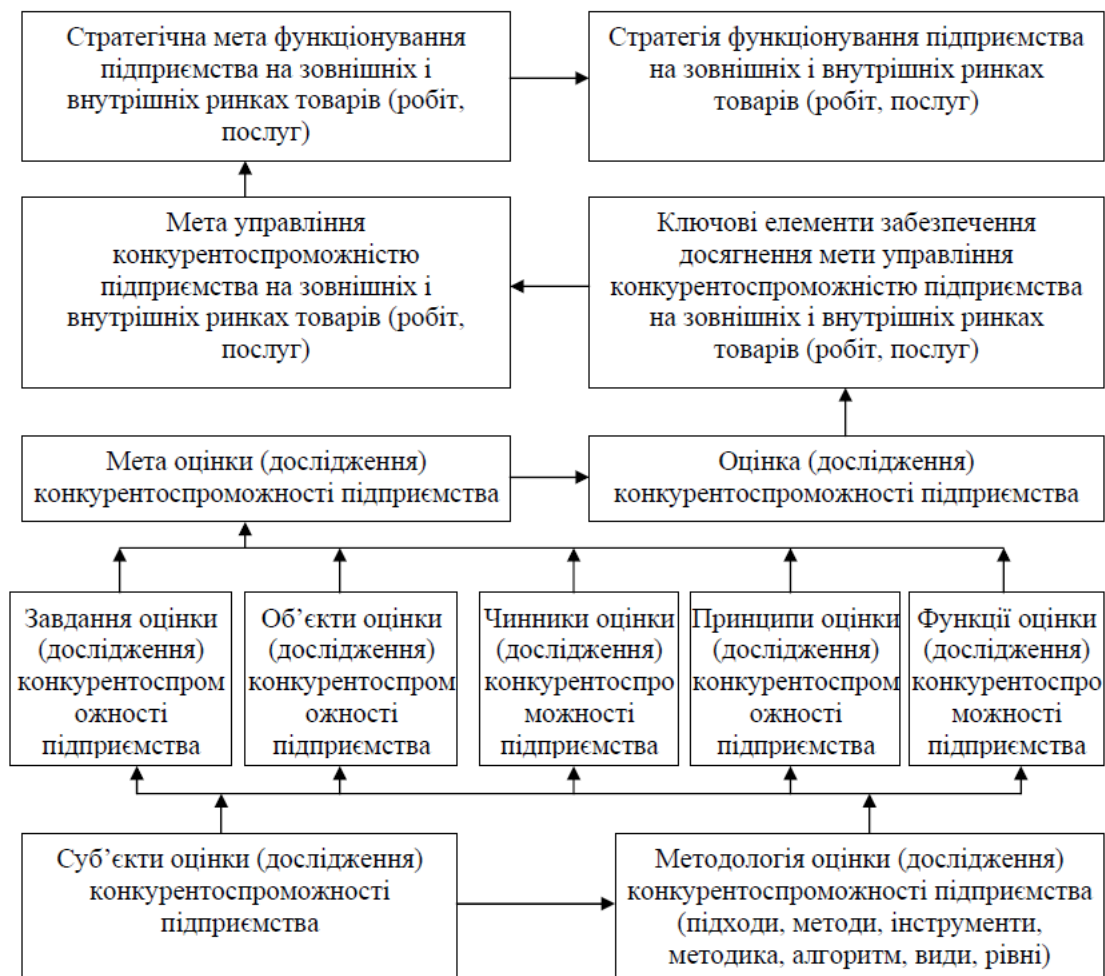 Стратегічна мета функціонування
підприємства на зовнішніх і
внутрішніх ринках товарів (робіт,
послуг)
Стратегія функціонування підприємства
на зовнішніх і внутрішніх ринках
товарів (робіт, послуг)
Мета управління
конкурентоспроможністю
підприємства на зовнішніх і
внутрішніх ринках товарів (робіт,
послуг)
Ключові елементи забезпечення
досягнення мети управління
конкурентоспроможністю підприємства
на зовнішніх і внутрішніх ринках
товарів (робіт, послуг)
Мета оцінки (дослідження)
конкурентоспроможності підприємства
Оцінка (дослідження)
конкурентоспроможності підприємства
Завдання оцінки
(дослідження)
конкурентоспром
ожності
підприємства
Об’єкти оцінки
(дослідження)
конкурентоспром
ожності
підприємства
Чинники оцінки
(дослідження)
конкурентоспро
можності
підприємства
Принципи оцінки
(дослідження)
конкурентоспром
ожності
підприємства
Функції оцінки
(дослідження)
конкурентоспро
можності
підприємства
Суб’єкти оцінки (дослідження)
конкурентоспроможності
підприємства
Методологія оцінки (дослідження)
конкурентоспроможності підприємства
(підходи, методи, інструменти,
методика, алгоритм, види, рівні)